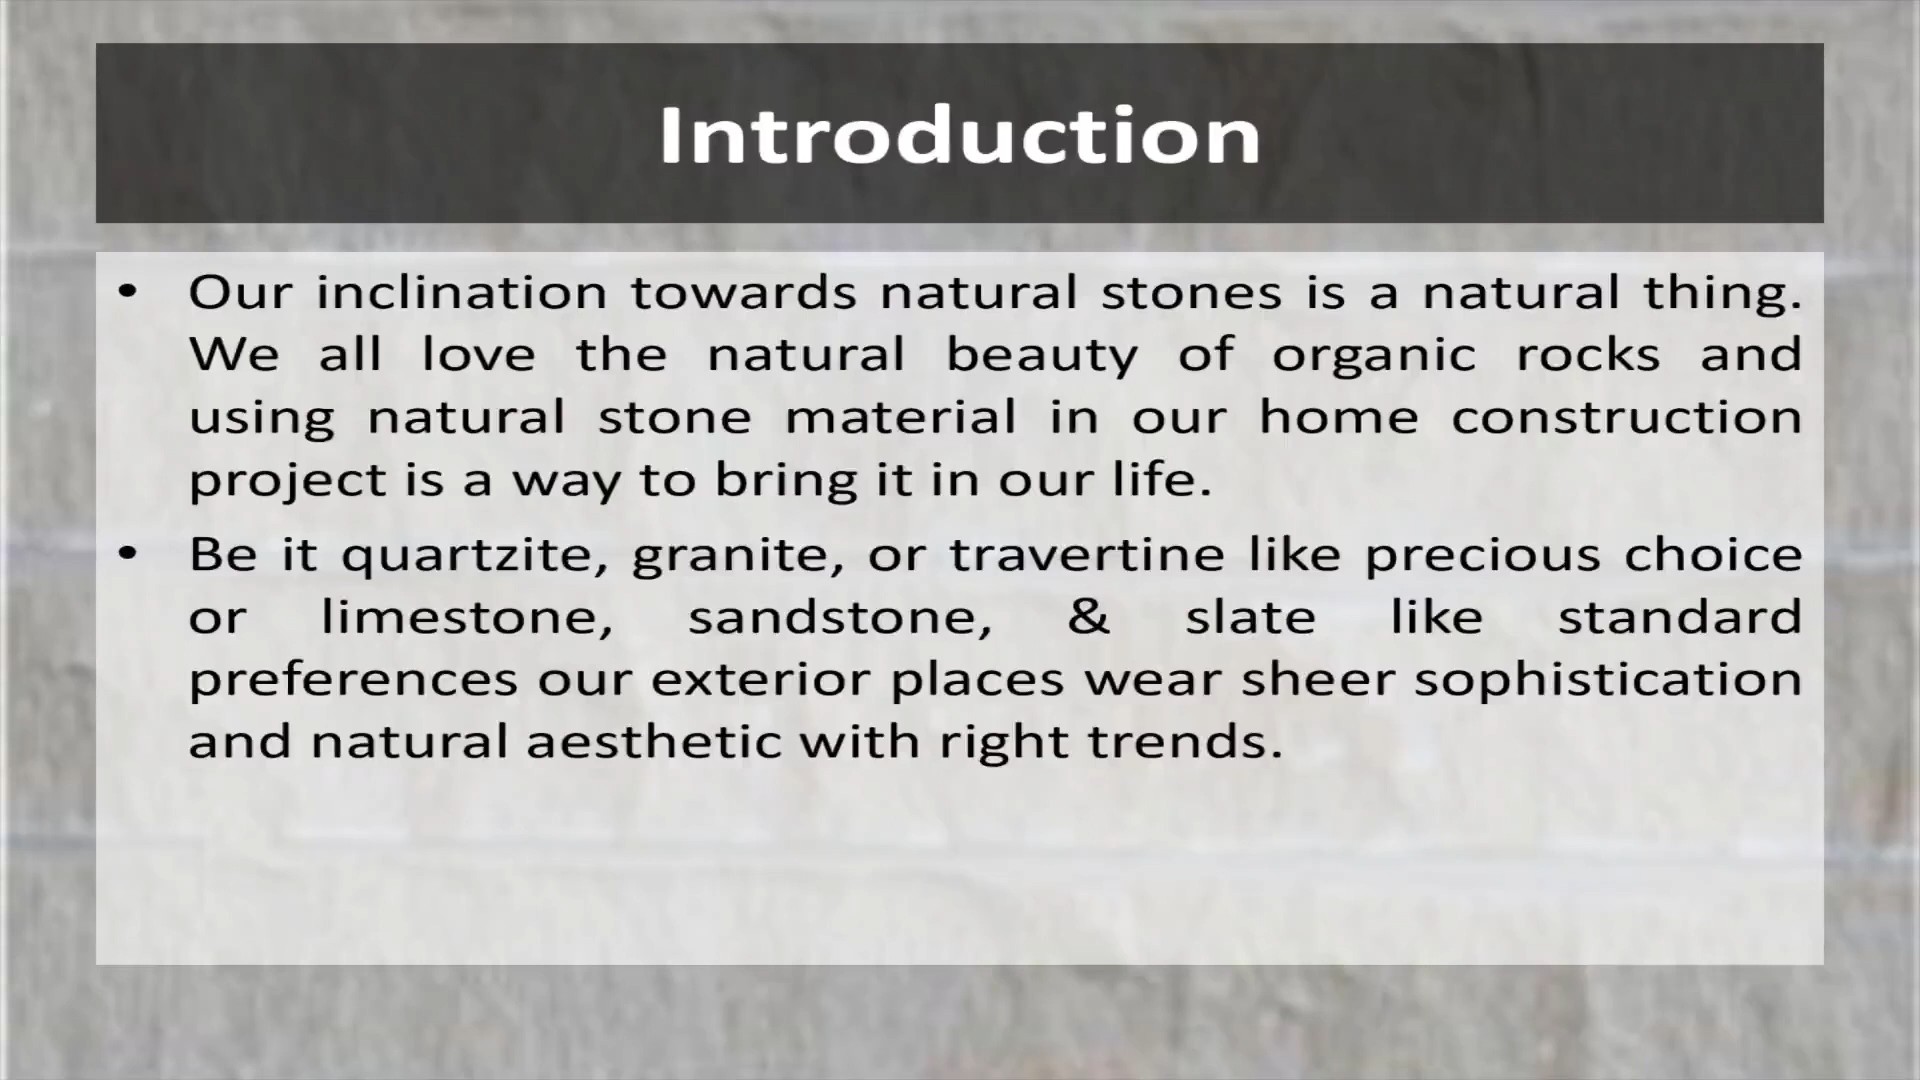 Introduction
• Our inclination towards natural stones is a natural thing.
We all love the natural beauty of organic rocks and
using natural stone material in our home construction
project is a way to bring it in our life.
• Be it quartzite, granite, or travertine like precious choice
or limestone, sandstone, & slate like standard
preferences our exterior places wear sheer sophistication
and natural aesthetic with right trends.